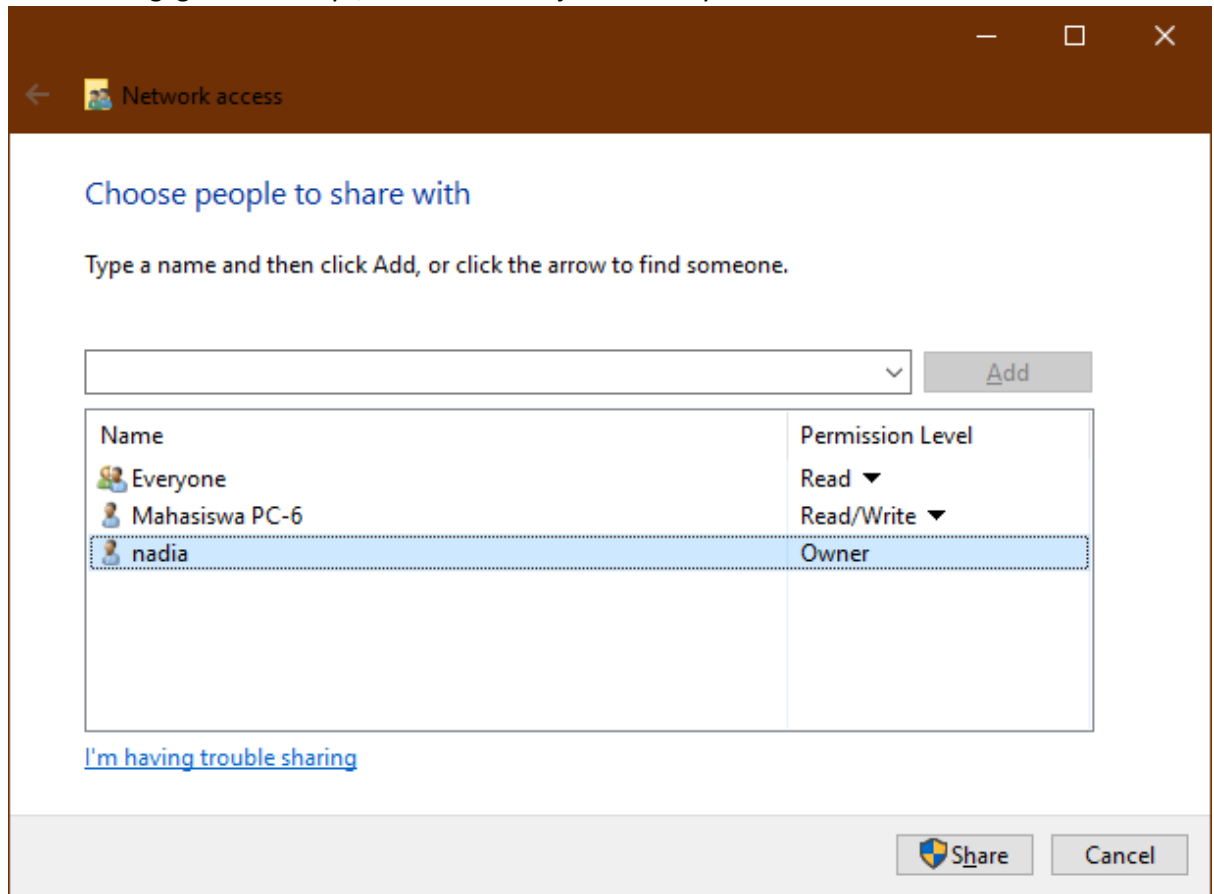 Network access
Choose people to share with
Type a name and then click Add, or click the arrow to find someone.
Add
Name Permission Level
Everyone Read
Mahasiswa PC-6 Read/Write
nadia Owner
I'm having trouble sharing
Share Cancel